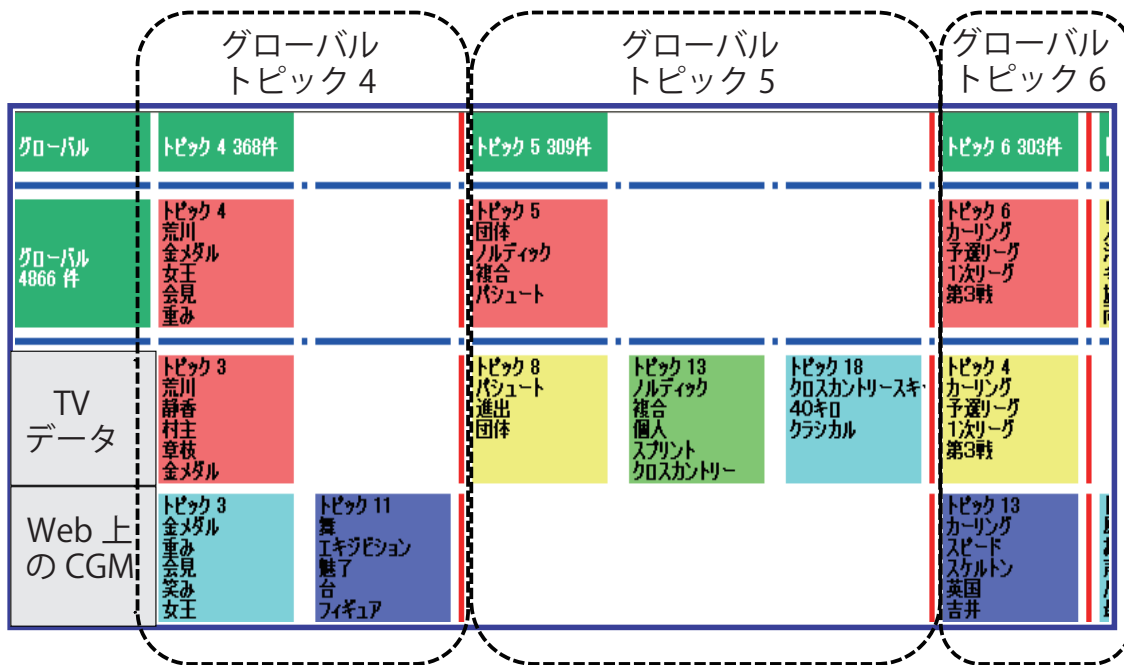 グローバル
トピック 4
グローバル
トピック 5
グローバル
トピック 6
グローバル
トピック 4 368件
トピック 5 309件
トピック 6 303件
グローバル
4866 件
トピック 4
荒川
金メダル
女王
会見
重み
トピック 5
団体
ノルディック
複合
パシュート
トピック 6
カーリング
予選リーグ
1次リーグ
第3戦
TV
データ
トピック 3
荒川
静香
村主
章枝
金メダル
トピック 8
パシュート
進出
団体
トピック 13
ノルディック
複合
個人
スプリント
クロスカントリー
トピック 18
クロスカントリースキ
40キロ
クラシカル
トピック 4
カーリング
予選リーグ
1次リーグ
第3戦
Web 上
の CGM
トピック 3
金メダル
重み
会見
笑み
女王
トピック 11
舞
エキジビション
魅了
台
フィギュア
トピック 13
カーリング
スピード
スケルトン
英国
吉井